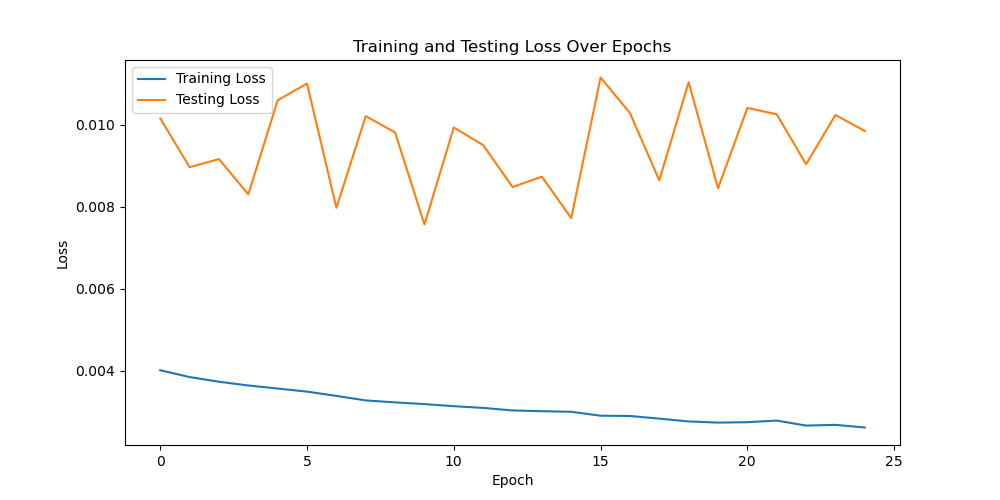 Training and Testing Loss Over Epochs
Training Loss
Testing Loss
0.010
0.008
0.006
0.004
Loss
0
5
10
15
20
25
Epoch